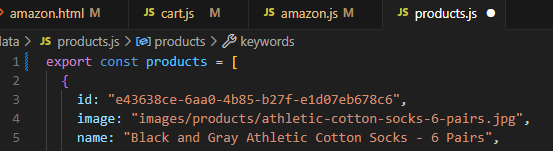 amazon.html M JS cart.js M JS amazon.js M JS products.js
data > JS products.js > products > keywords
1 export const products = [
2 {
3 id: "e43638ce-6aa0-4b85-b27f-e1d07eb678c6",
4 image: "images/products/athletic-cotton-socks-6-pairs.jpg",
5 name: "Black and Gray Athletic Cotton Socks - 6 Pairs",